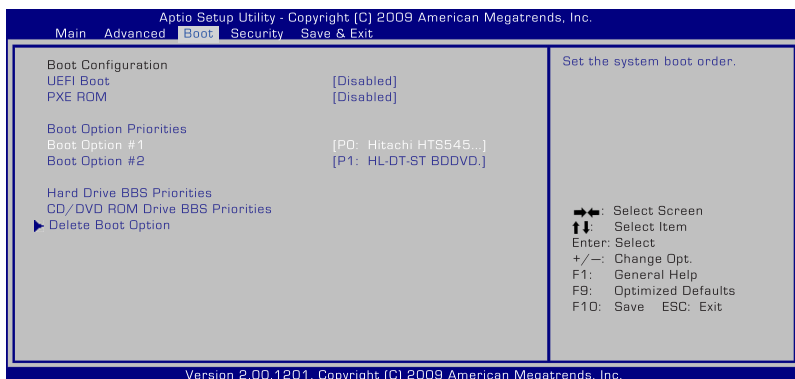 Aptio Setup Utility - Copyright (C) 2009 American Megatrends, Inc.
Main Advanced Boot Security Save & Exit
Boot Configuration
UEFI Boot [Disabled]
PXE ROM [Disabled]
Boot Option Priorities
Boot Option #1 [P0: Hitachi HTS545...]
Boot Option #2 [P1: HL-DT-ST BDDVD.]
Hard Drive BBS Priorities
CD/DVD ROM Drive BBS Priorities
Delete Boot Option
Set the system boot order.
→←: Select Screen
↑↓: Select Item
Enter: Select
+/—: Change Opt.
F1: General Help
F9: Optimized Defaults
F10: Save ESC: Exit
Version 2.00.1201. Copyright (C) 2009 American Megatrends, Inc.